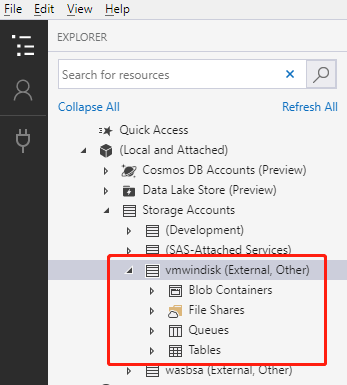 File Edit View Help
EXPLORER
Search for resources
Collapse All Refresh All
Quick Access
(Local and Attached)
Cosmos DB Accounts (Preview)
Data Lake Store (Preview)
Storage Accounts
(Development)
(SAS-Attached Services)
vmwindisk (External, Other)
Blob Containers
File Shares
Queues
Tables
wasbsa (External, Other)